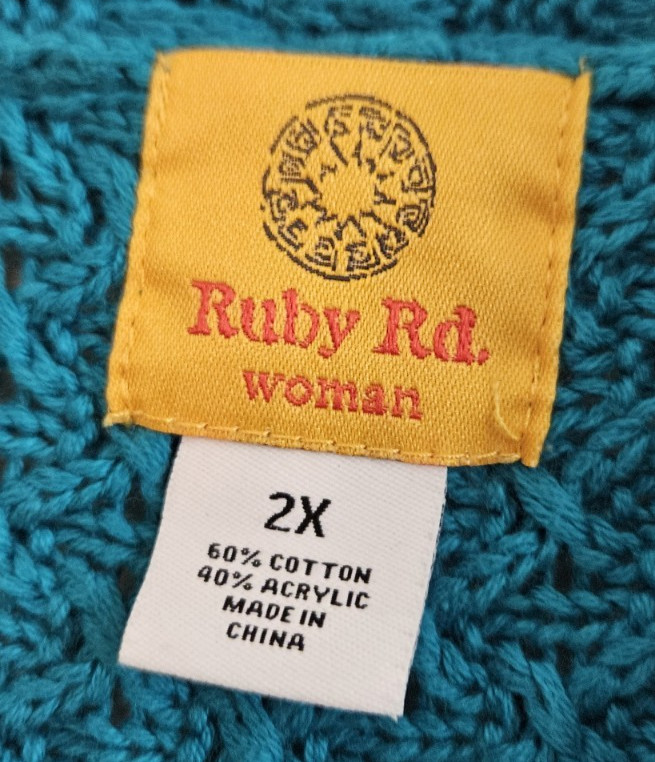 Ruby Rd.
woman
2X
60% COTTON
40% ACRYLIC
MADE IN
CHINA